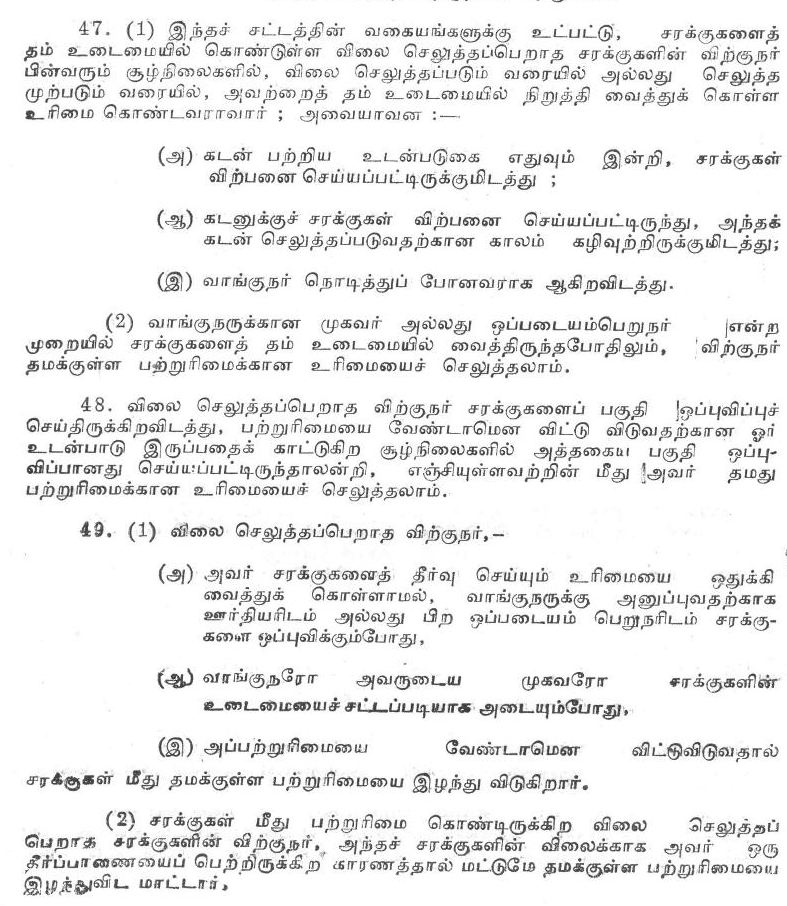 47. (1) இந்தச் சட்டத்தின் வகையங்களுக்கு உட்பட்டு, சரக்குகளைத்
தம் உடைமையில் கொண்டுள்ள விலை செலுத்தப்பெறாத சரக்குகளின் விற்குநர்
பின்வரும் சூழ்நிலைகளில், விலை செலுத்தப்படும் வரையில் அல்லது செலுத்த
முற்படும் வரையில், அவற்றைத் தம் உடைமையில் நிறுத்தி வைத்துக் கொள்ள
உரிமை கொண்டவராவார் ; அவையாவன :—
(அ) கடன் பற்றிய உடன்படுகை எதுவும் இன்றி, சரக்குகள்
விற்பனை செய்யப்பட்டிருக்குமிடத்து ;
(ஆ) கடனுக்குச் சரக்குகள் விற்பனை செய்யப்பட்டிருந்து, அந்தக்
கடன் செலுத்தப்படுவதற்கான காலம் கழிவுற்றிருக்குமிடத்து;
(இ) வாங்குநர் நொடித்துப் போனவராக ஆகிறவிடத்து.
(2) வாங்குநருக்கான முகவர் அல்லது ஒப்படையம்பெறுநர் என்ற
முறையில் சரக்குகளைத் தம் உடைமையில் வைத்திருந்தபோதிலும், விற்குநர்
தமக்குள்ள பற்றுரிமைக்கான உரிமையைச் செலுத்தலாம்.
48. விலை செலுத்தப்பெறாத விற்குநர் சரக்குகளைப் பகுதி ஒப்புவிப்புச்
செய்திருக்கிறவிடத்து, பற்றுரிமையை வேண்டாமென விட்டு விடுவதற்கான ஓர்
உடன்பாடு இருப்பதைக் காட்டுகிற சூழ்நிலைகளில் அத்தகைய பகுதி ஒப்பு-
விப்பானது செய்யப்பட்டிருந்தாலன்றி, எஞ்சியுள்ளவற்றின் மீது அவர் தமது
பற்றுரிமைக்கான உரிமையைச் செலுத்தலாம்.
49. (1) விலை செலுத்தப்பெறாத விற்குநர்,—
(அ) அவர் சரக்குகளைத் தீர்வு செய்யும் உரிமையை ஒதுக்கி
வைத்துக் கொள்ளாமல், வாங்குநருக்கு அனுப்புவதற்காக
ஊர்தியரிடம் அல்லது பிற ஒப்படையம் பெறுநரிடம் சரக்கு-
களை ஒப்புவிக்கும்போது,
(ஆ) வாங்குநரோ அவருடைய முகவரோ சரக்குகளின்
உடைமையைச் சட்டப்படியாக அடையும்போது,
(இ) அப்பற்றுரிமையை வேண்டாமென விட்டுவிடுவதால்
சரக்குகள் மீது தமக்குள்ள பற்றுரிமையை இழந்து விடுகிறார்.
(2) சரக்குகள் மீது பற்றுரிமை கொண்டிருக்கிற விலை செலுத்தப்
பெறாத சரக்குகளின் விற்குநர், அந்தச் சரக்குகளின் விலைக்காக அவர் ஒரு
தீர்ப்பாணையைப் பெற்றிருக்கிற காரணத்தால் மட்டுமே தமக்குள்ள பற்றுரிமையை
இழந்துவிட மாட்டார்,